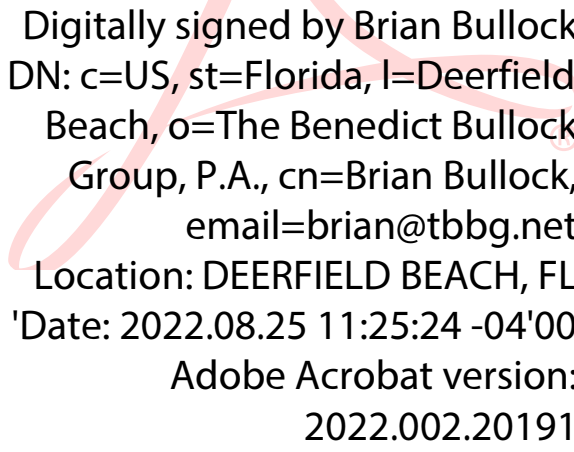 Digitally signed by Brian Bullock
DN: c=US, st=Florida, l=Deerfield
Beach, o=The Benedict Bullock
Group, P.A., cn=Brian Bullock,
email=brian@tbbg.net
Location: DEERFIELD BEACH, FL
'Date: 2022.08.25 11:25:24 -04'00
Adobe Acrobat version:
2022.002.20191